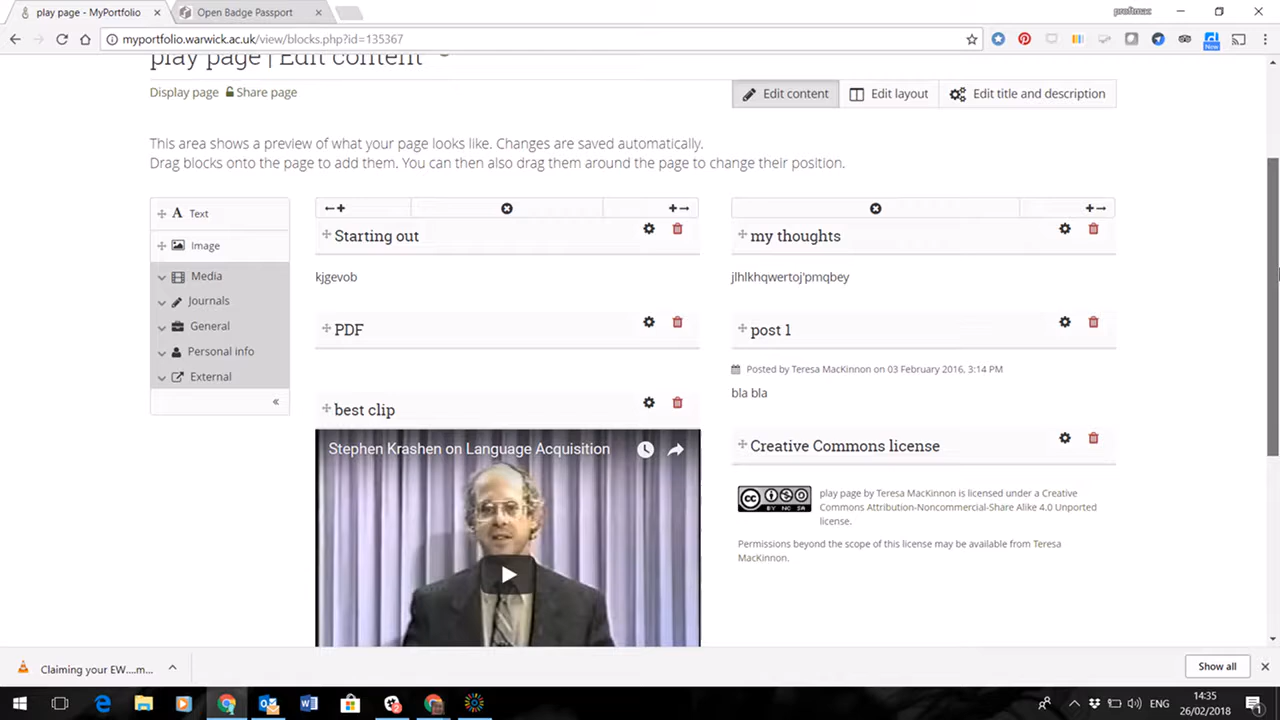 play page - MyPortfolio
Open Badge Passport
profmac
myportfolio.warwick.ac.uk/view/blocks.php?id=135367
Now
play page | Edit content
Display page Share page
Edit content Edit layout Edit title and description
This area shows a preview of what your page looks like. Changes are saved automatically.
Drag blocks onto the page to add them. You can then also drag them around the page to change their position.
Text
Image
Media
Journals
General
Personal info
External
«
Starting out
kjgevob
PDF
best clip
Stephen Krashen on Language Acquisition
my thoughts
jlhlkhqwertoj'pmqbey
post 1
Posted by Teresa MacKinnon on 03 February 2016, 3:14 PM
bla bla
Creative Commons license
CC BY NC SA
play page by Teresa MacKinnon is licensed under a Creative
Commons Attribution-Noncommercial-Share Alike 4.0 Unported
license.
Permissions beyond the scope of this license may be available from Teresa
MacKinnon.
Claiming your EW....m...
Show all
ENG
14:35
26/02/2018
1